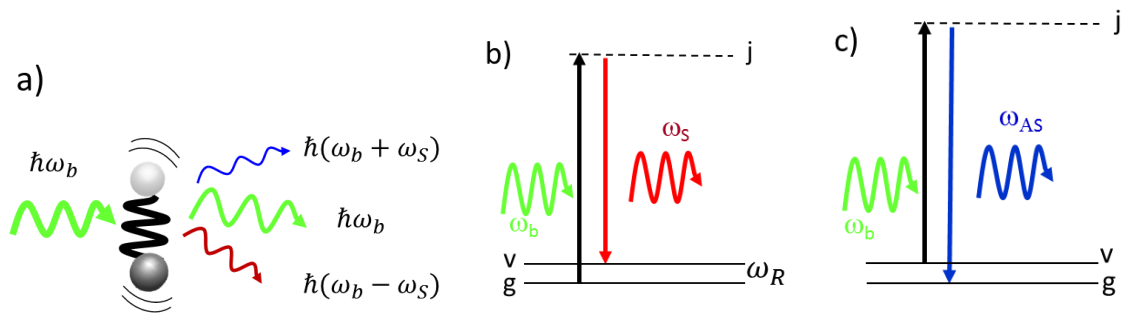 a)
ħω_b
ħ(ω_b + ω_S)
ħω_b
ħ(ω_b − ω_S)
b)
j
ω_S
ω_b
v
g
ω_R
c)
j
ω_AS
ω_b
v
g